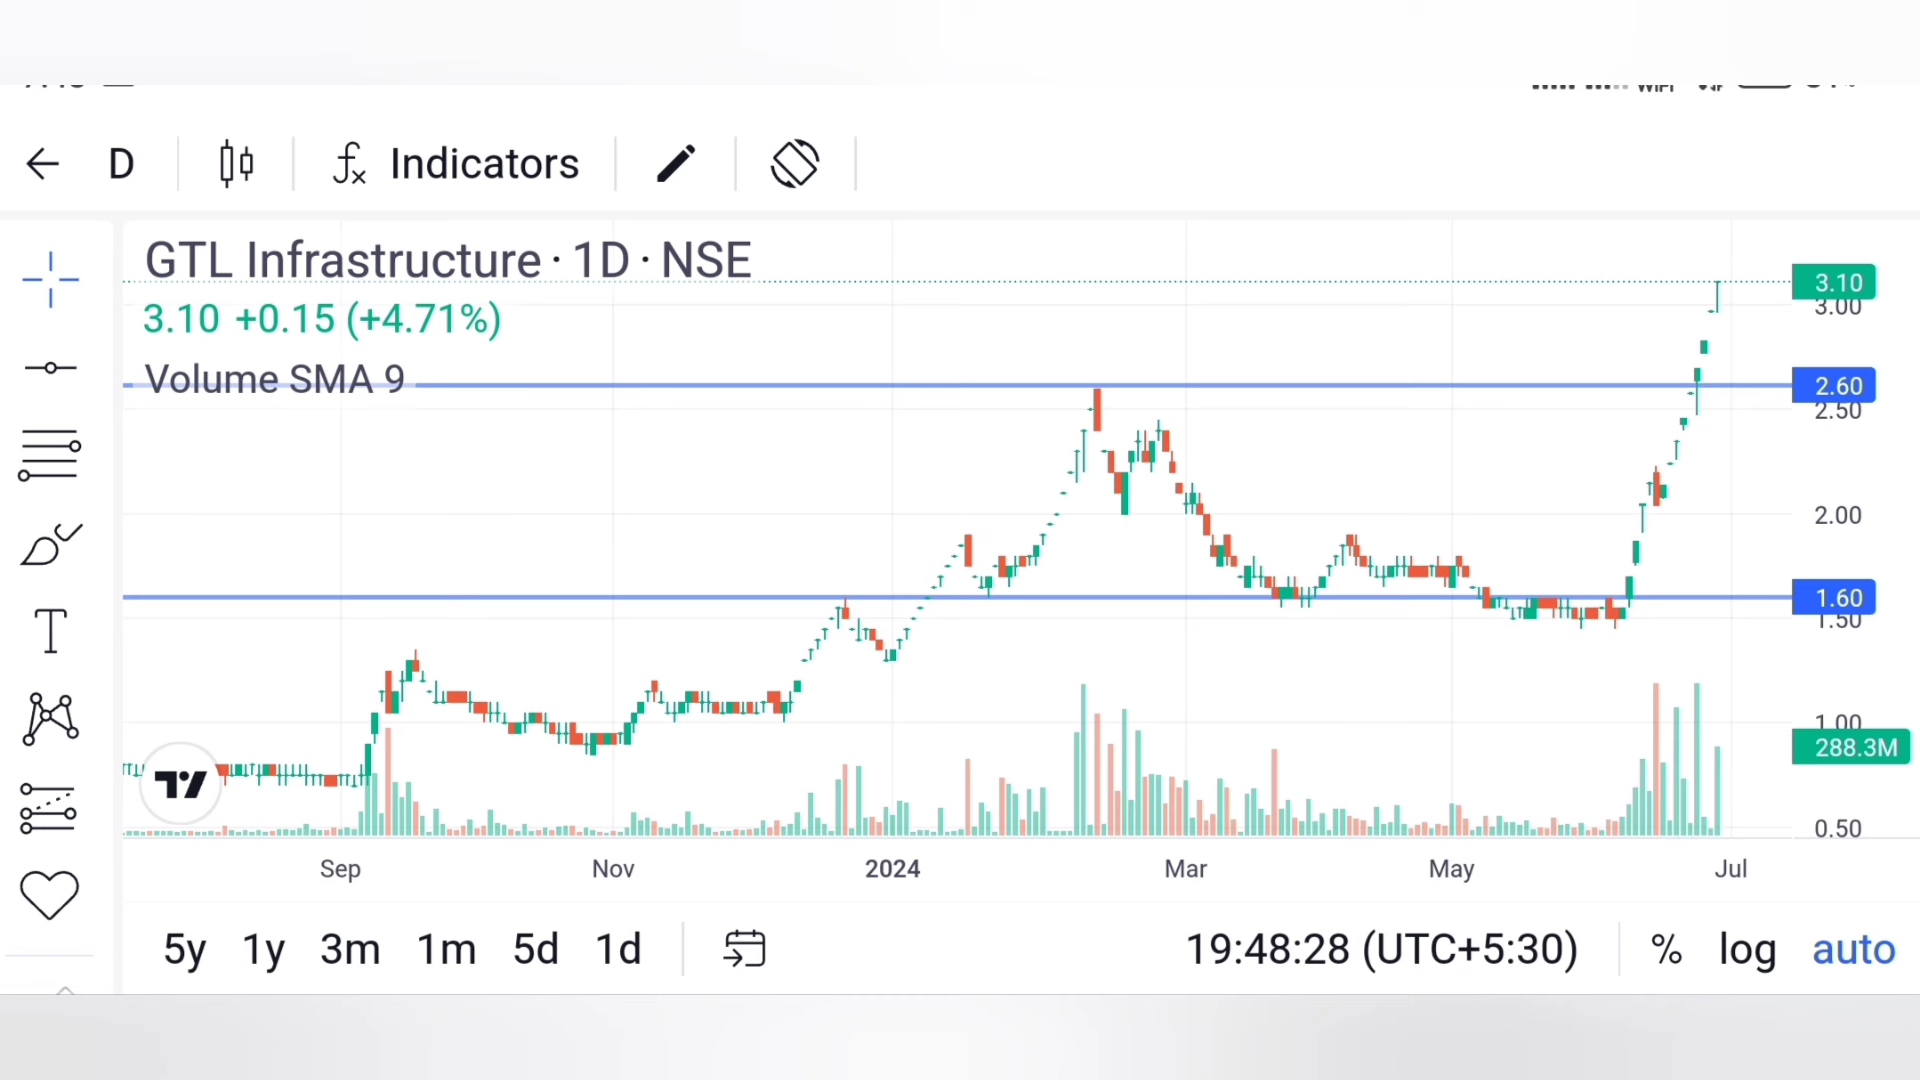 D Indicators
GTL Infrastructure · 1D · NSE
3.10 +0.15 (+4.71%)
Volume SMA 9
3.10
3.00
2.60
2.50
2.00
1.60
1.50
1.00
288.3M
0.50
Sep Nov 2024 Mar May Jul
5y 1y 3m 1m 5d 1d 19:48:28 (UTC+5:30) % log auto